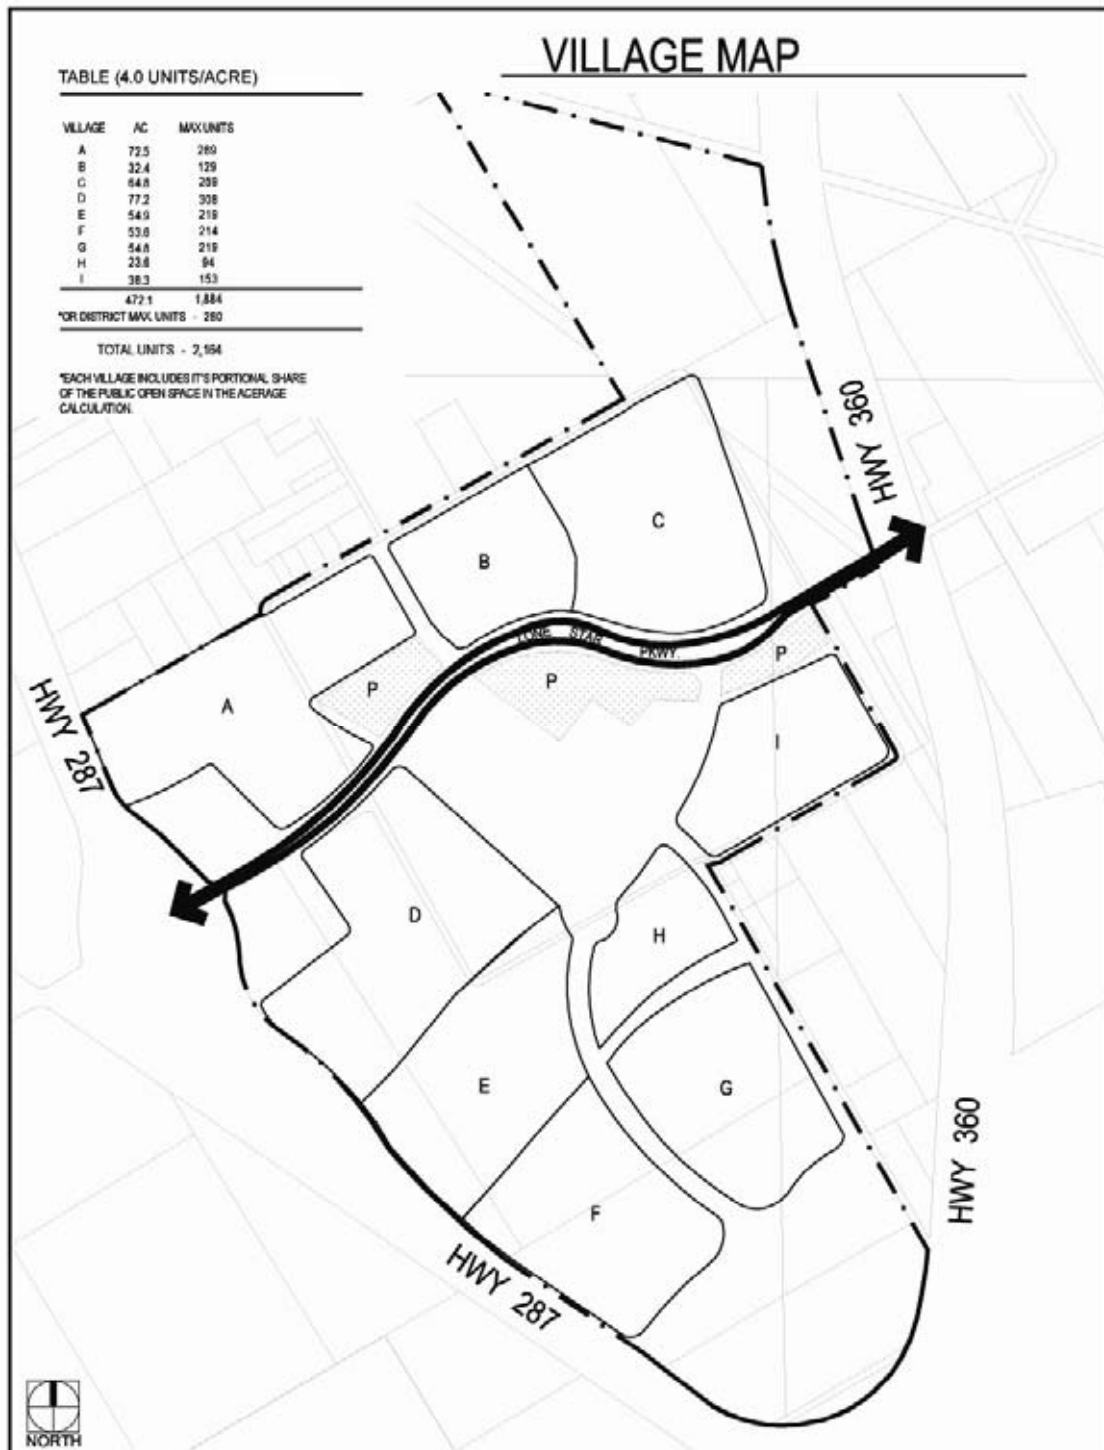 VILLAGE MAP
TABLE (4.0 UNITS/ACRE)
VILLAGE AC MAX UNITS
A 72.5 289
B 32.4 129
C 64.8 259
D 77.2 308
E 54.9 219
F 53.6 214
G 54.8 219
H 23.6 94
I 38.3 153
472.1 1,884
*OR DISTRICT MAX. UNITS - 280
TOTAL UNITS - 2,164
*EACH VILLAGE INCLUDES IT'S PORTIONAL SHARE
OF THE PUBLIC OPEN SPACE IN THE ACERAGE
CALCULATION.
HWY 360
C
B
LONE STAR PKWY.
P
P
P
A
I
HWY 287
D
H
E
G
F
HWY 360
HWY 287
NORTH